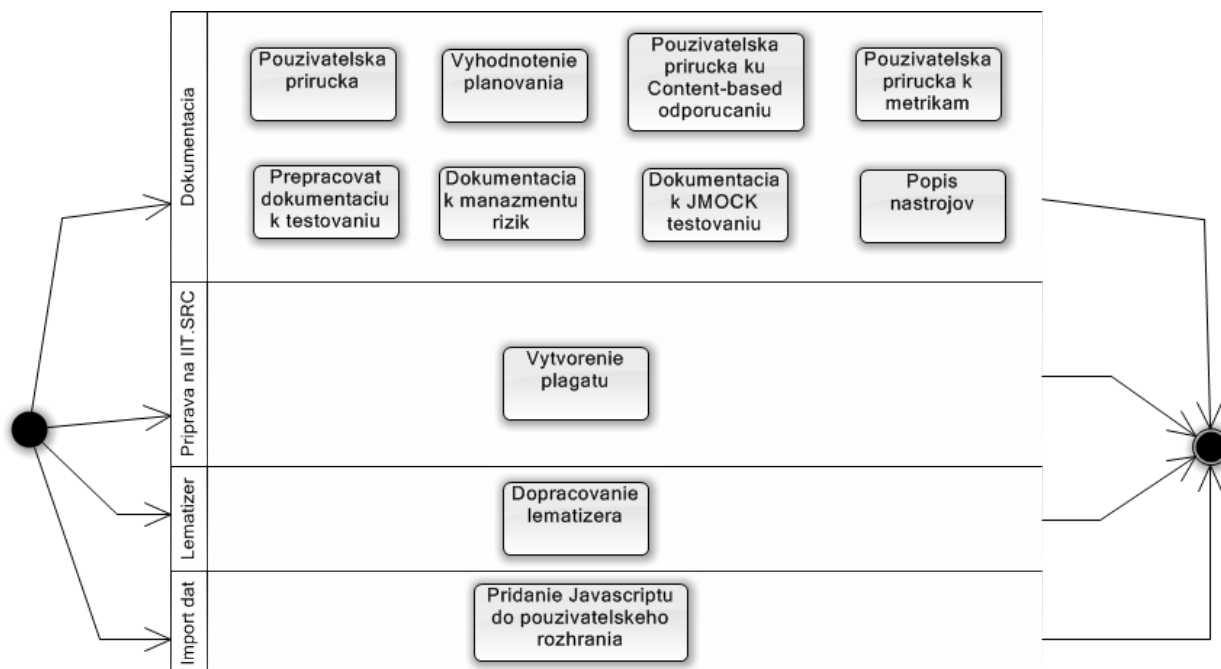 Dokumentacia
Pouzivatelska
prirucka
Vyhodnotenie
planovania
Pouzivatelska
prirucka ku
Content-based
odporucaniu
Pouzivatelska
prirucka k
metrikam
Prepracovat
dokumentaciu
k testovaniu
Dokumentacia
k manazmentu
rizik
Dokumentacia
k JMOCK
testovaniu
Popis
nastrojov
Priprava na IIT.SRC
Vytvorenie
plagatu
Lematizer
Dopracovanie
lematizera
Import dat
Pridanie Javascriptu
do pouzivatelskeho
rozhrania